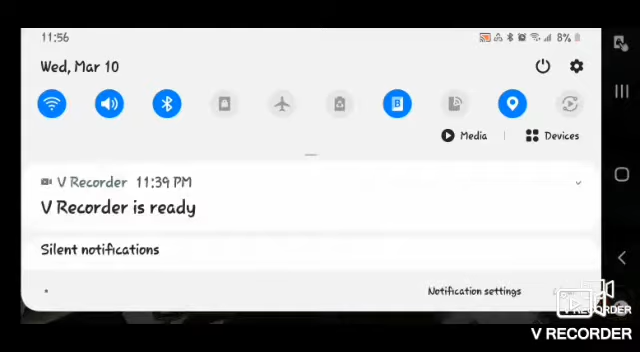 11:56
8%
Wed, Mar 10
B
Media
Devices
V Recorder 11:39 PM
V Recorder is ready
Silent notifications
Notification settings
V RECORDER
V RECORDER